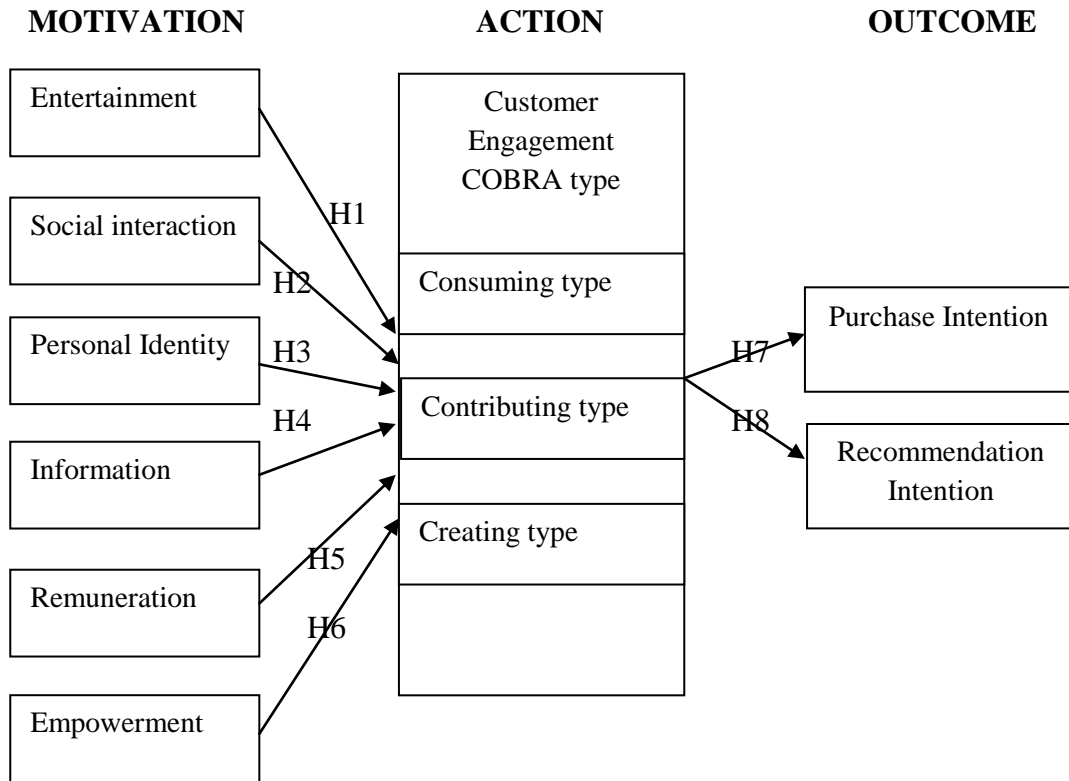 MOTIVATION
ACTION
OUTCOME
Entertainment
Social interaction
Personal Identity
Information
Remuneration
Empowerment
H1
H2
H3
H4
H5
H6
Customer
Engagement
COBRA type
Consuming type
Contributing type
Creating type
H7
H8
Purchase Intention
Recommendation
Intention